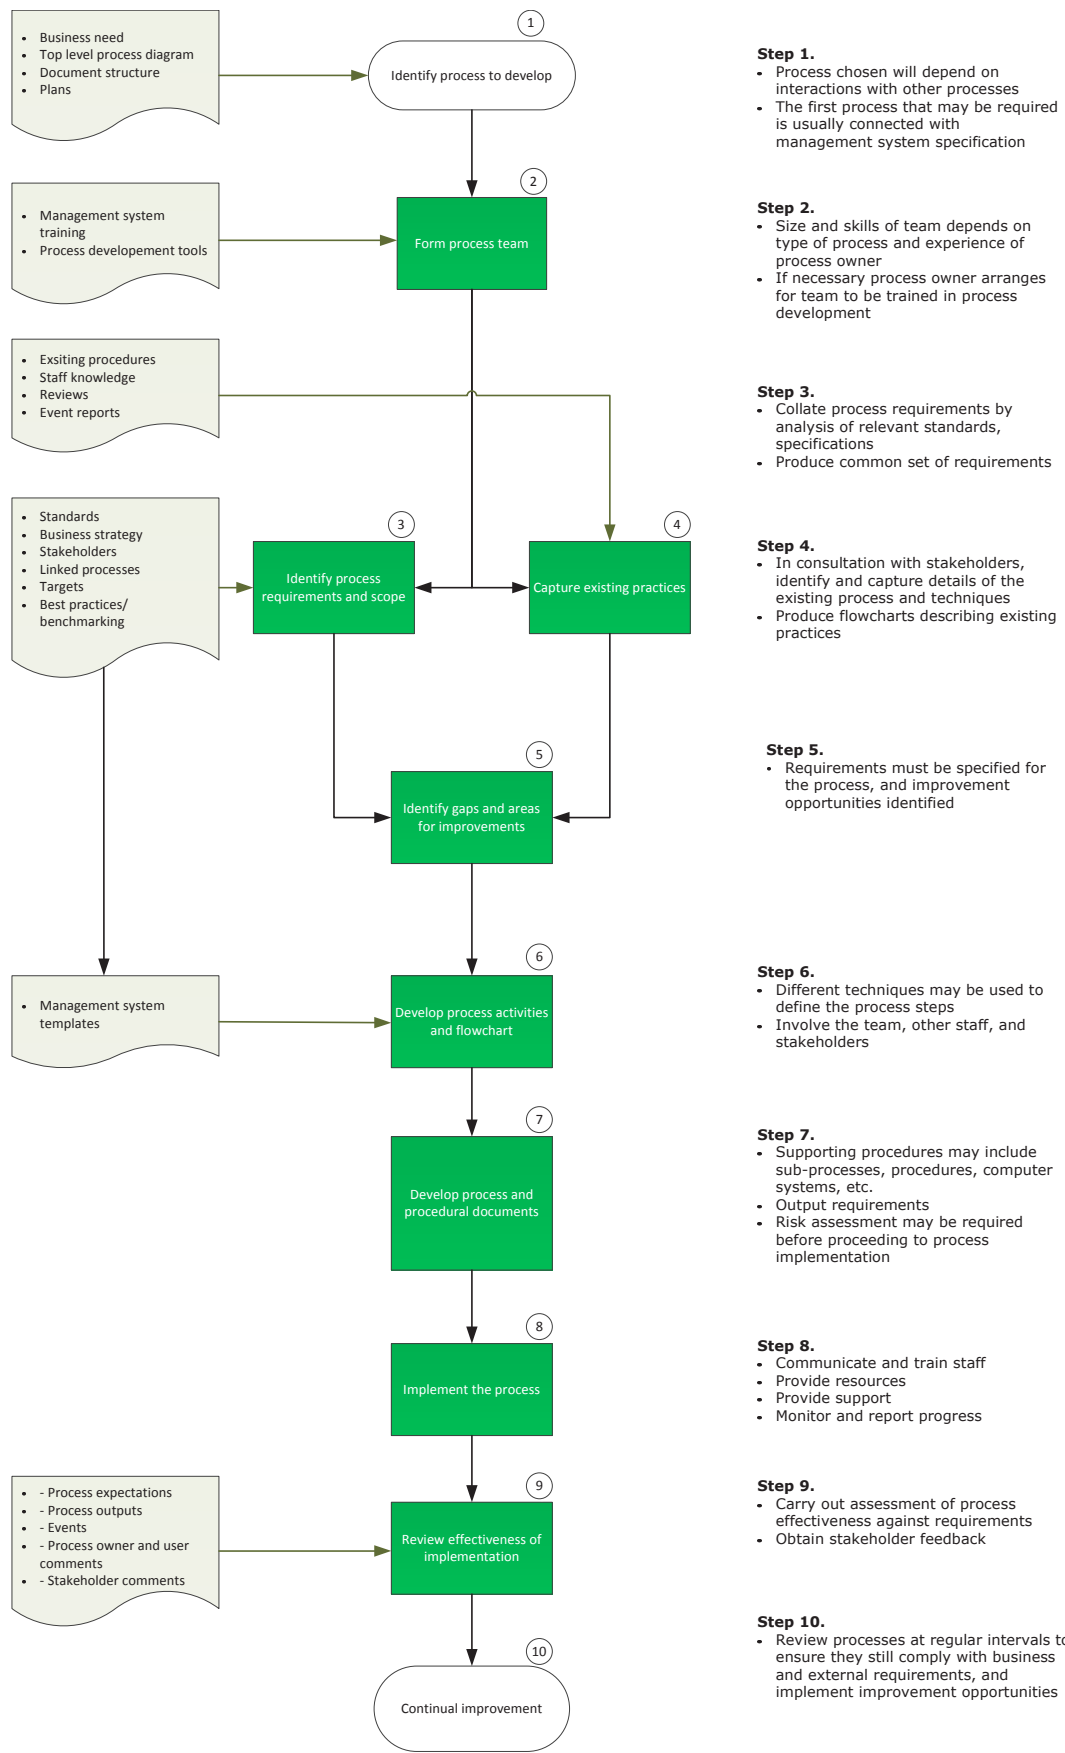 • Business need
• Top level process diagram
• Document structure
• Plans
1
Identify process to develop
Step 1.
• Process chosen will depend on
interactions with other processes
• The first process that may be required
is usually connected with
management system specification
• Management system
training
• Process developement tools
2
Form process team
Step 2.
• Size and skills of team depends on
type of process and experience of
process owner
• If necessary process owner arranges
for team to be trained in process
development
• Exsiting procedures
• Staff knowledge
• Reviews
• Event reports
Step 3.
• Collate process requirements by
analysis of relevant standards,
specifications
• Produce common set of requirements
• Standards
• Business strategy
• Stakeholders
• Linked processes
• Targets
• Best practices/
benchmarking
3
Identify process
requirements and scope
4
Capture existing practices
Step 4.
• In consultation with stakeholders,
identify and capture details of the
existing process and techniques
• Produce flowcharts describing existing
practices
5
Identify gaps and areas
for improvements
Step 5.
• Requirements must be specified for
the process, and improvement
opportunities identified
• Management system
templates
6
Develop process activities
and flowchart
Step 6.
• Different techniques may be used to
define the process steps
• Involve the team, other staff, and
stakeholders
7
Develop process and
procedural documents
Step 7.
• Supporting procedures may include
sub-processes, procedures, computer
systems, etc.
• Output requirements
• Risk assessment may be required
before proceeding to process
implementation
8
Implement the process
Step 8.
• Communicate and train staff
• Provide resources
• Provide support
• Monitor and report progress
• - Process expectations
• - Process outputs
• - Events
• - Process owner and user
comments
• - Stakeholder comments
9
Review effectiveness of
implementation
Step 9.
• Carry out assessment of process
effectiveness against requirements
• Obtain stakeholder feedback
10
Continual improvement
Step 10.
• Review processes at regular intervals to
ensure they still comply with business
and external requirements, and
implement improvement opportunities